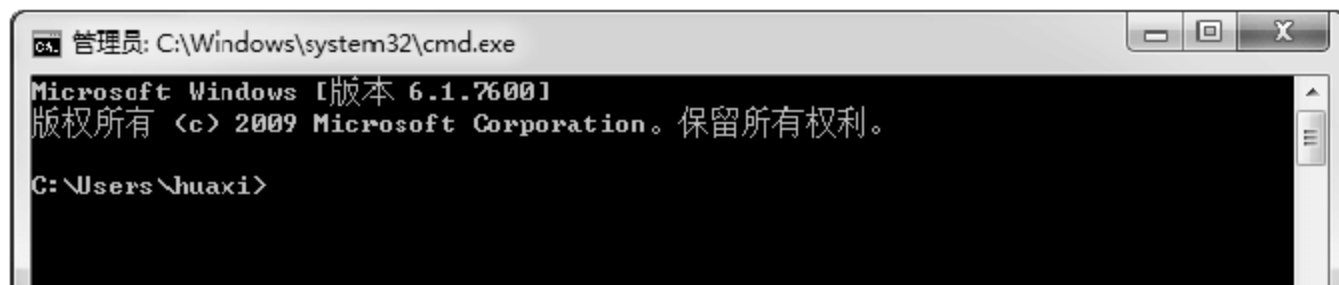 管理员: C:\Windows\system32\cmd.exe
Microsoft Windows [版本 6.1.7600]
版权所有 (c) 2009 Microsoft Corporation。保留所有权利。
C:\Users\huaxi>